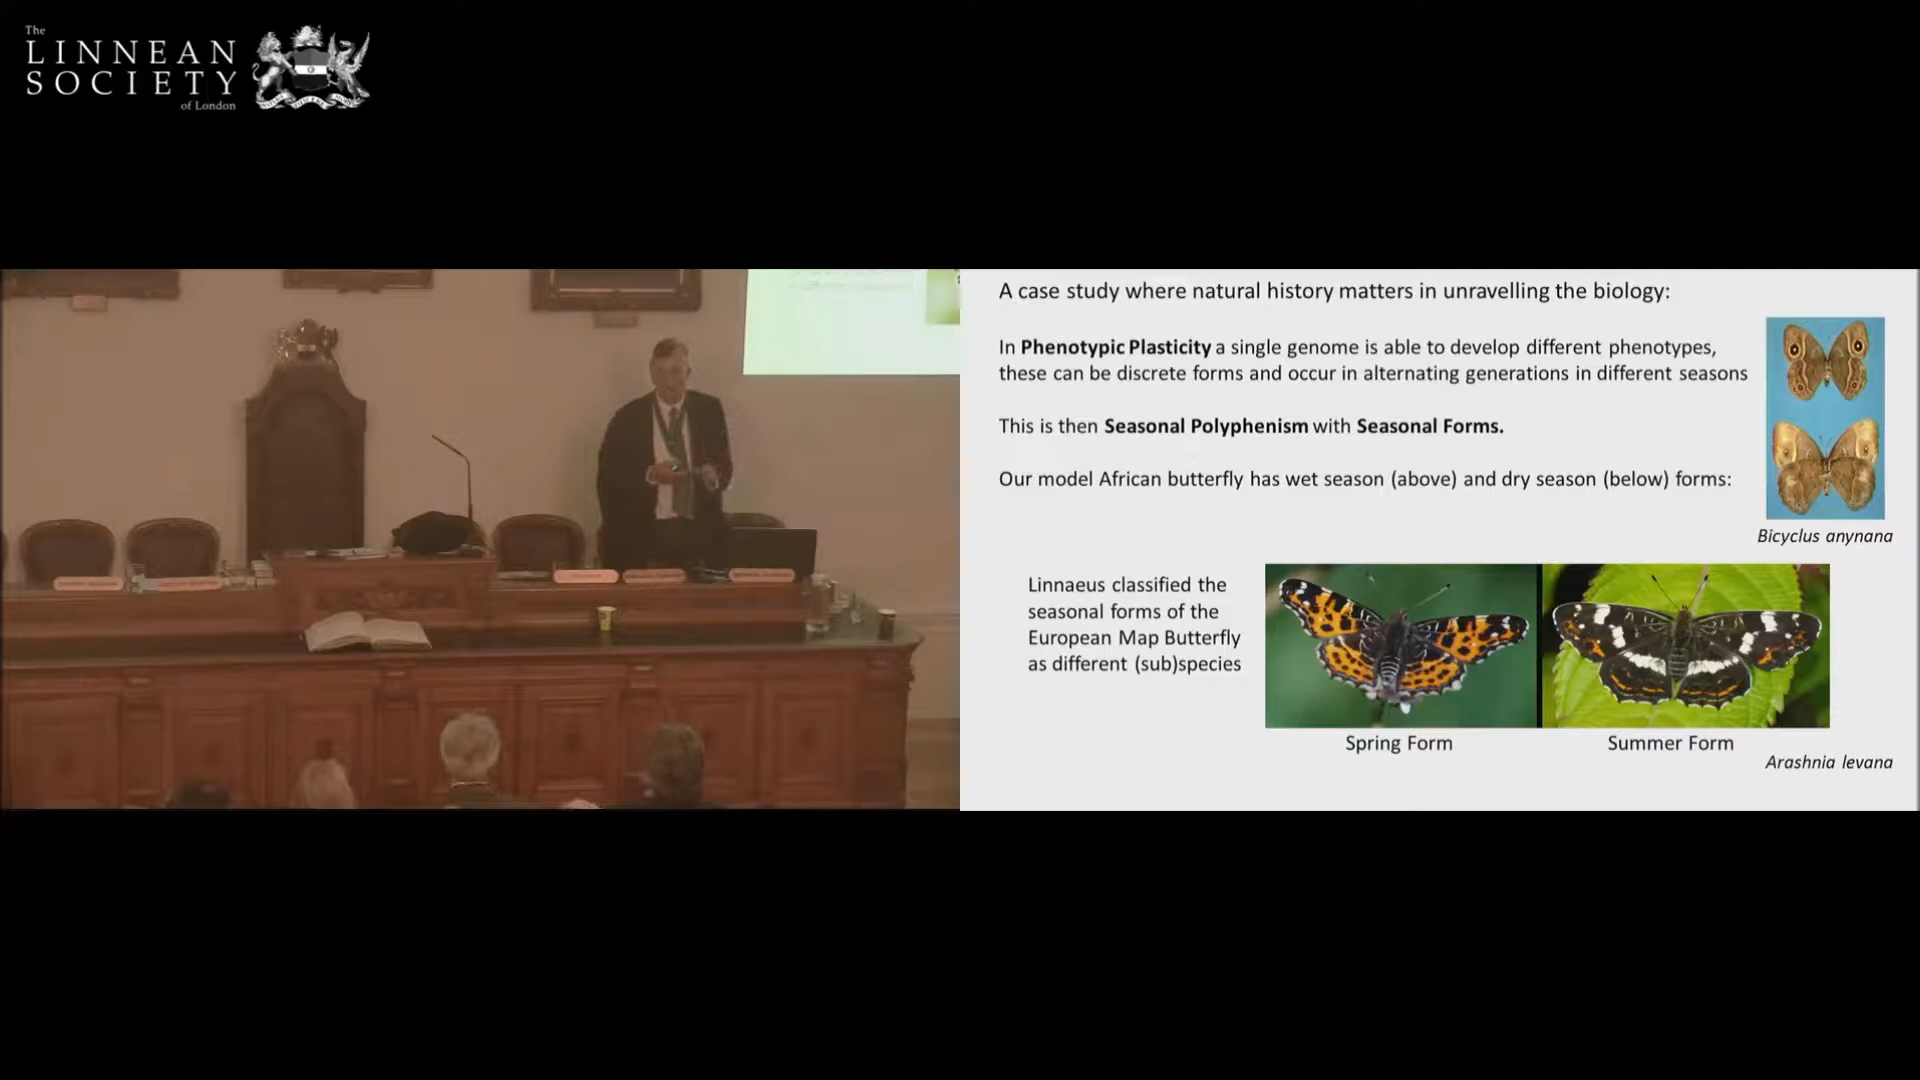 The
LINNEAN
SOCIETY
of London
A case study where natural history matters in unravelling the biology:
In Phenotypic Plasticity a single genome is able to develop different phenotypes,
these can be discrete forms and occur in alternating generations in different seasons
This is then Seasonal Polyphenism with Seasonal Forms.
Our model African butterfly has wet season (above) and dry season (below) forms:
Bicyclus anynana
Linnaeus classified the
seasonal forms of the
European Map Butterfly
as different (sub)species
Spring Form
Summer Form
Arashnia levana